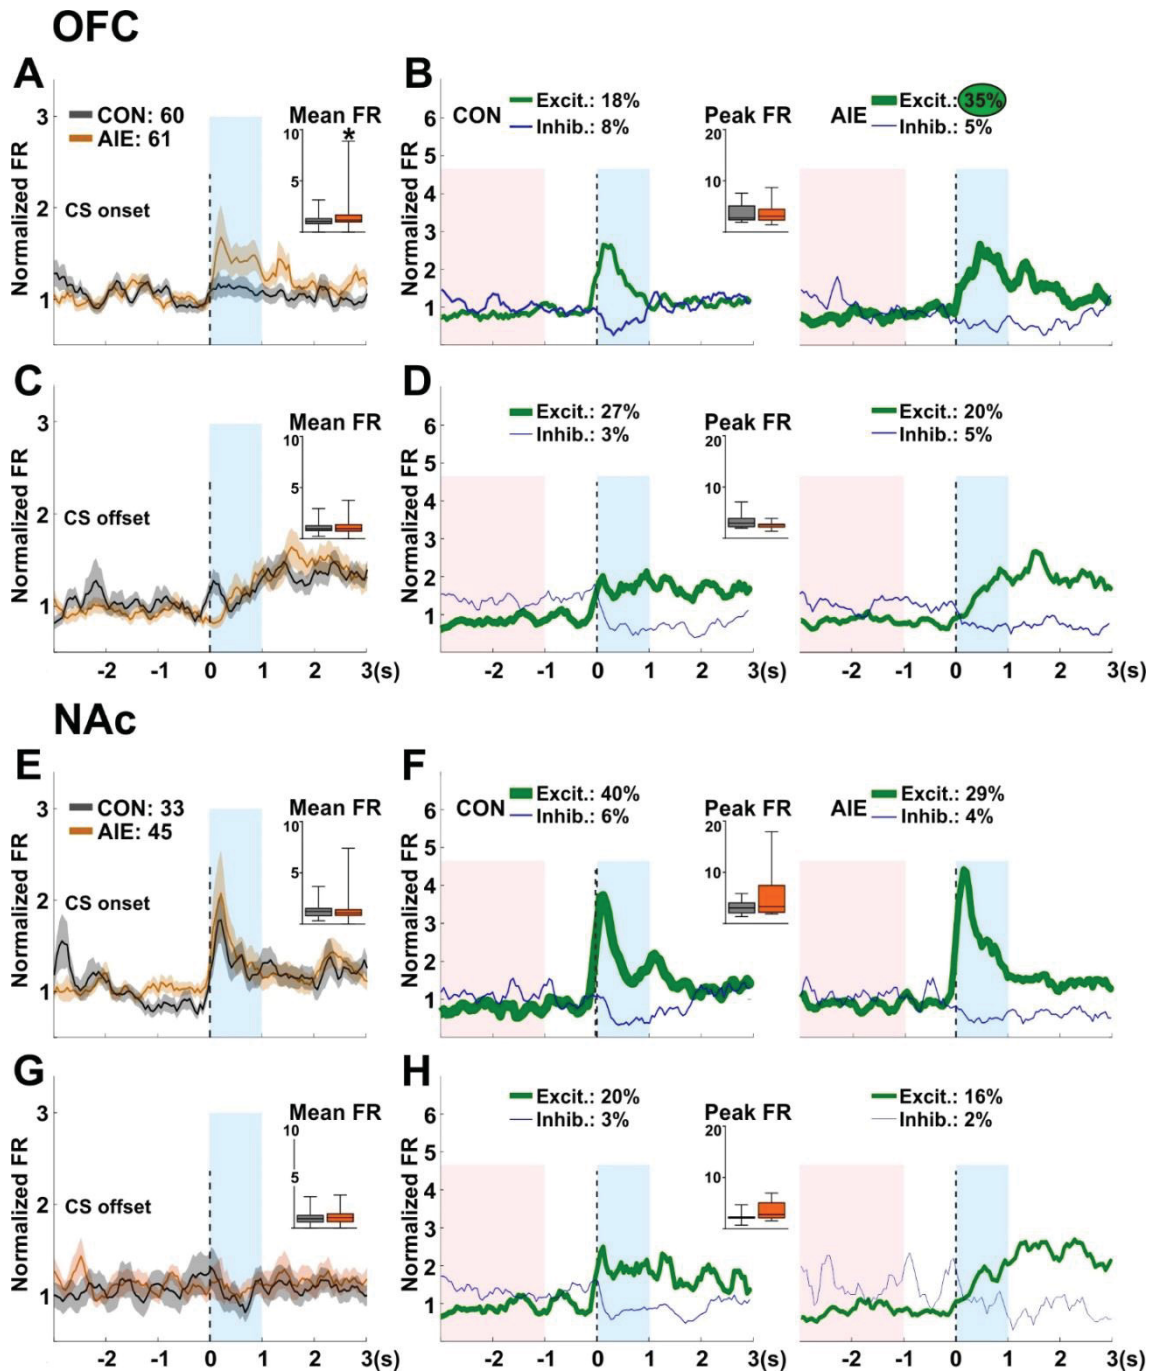 OFC
A
3
CON: 60
AIE: 61
Mean FR
10
*
5
Normalized FR
2
CS onset
1
B
6
CON
Excit.: 18%
Inhib.: 8%
Peak FR
20
10
AIE
Excit.: 35%
Inhib.: 5%
Normalized FR
5
4
3
2
1
C
3
Mean FR
10
5
Normalized FR
2
CS offset
1
-2 -1 0 1 2 3(s)
D
6
Excit.: 27%
Inhib.: 3%
Peak FR
20
10
Excit.: 20%
Inhib.: 5%
Normalized FR
5
4
3
2
1
-2 -1 0 1 2 3
-2 -1 0 1 2 3(s)
NAc
E
3
CON: 33
AIE: 45
Mean FR
10
5
Normalized FR
2
CS onset
1
F
6
CON
Excit.: 40%
Inhib.: 6%
Peak FR
20
10
AIE
Excit.: 29%
Inhib.: 4%
Normalized FR
5
4
3
2
1
G
3
Mean FR
10
5
Normalized FR
2
CS offset
1
-2 -1 0 1 2 3(s)
H
6
Excit.: 20%
Inhib.: 3%
Peak FR
20
10
Excit.: 16%
Inhib.: 2%
Normalized FR
5
4
3
2
1
-2 -1 0 1 2 3
-2 -1 0 1 2 3(s)